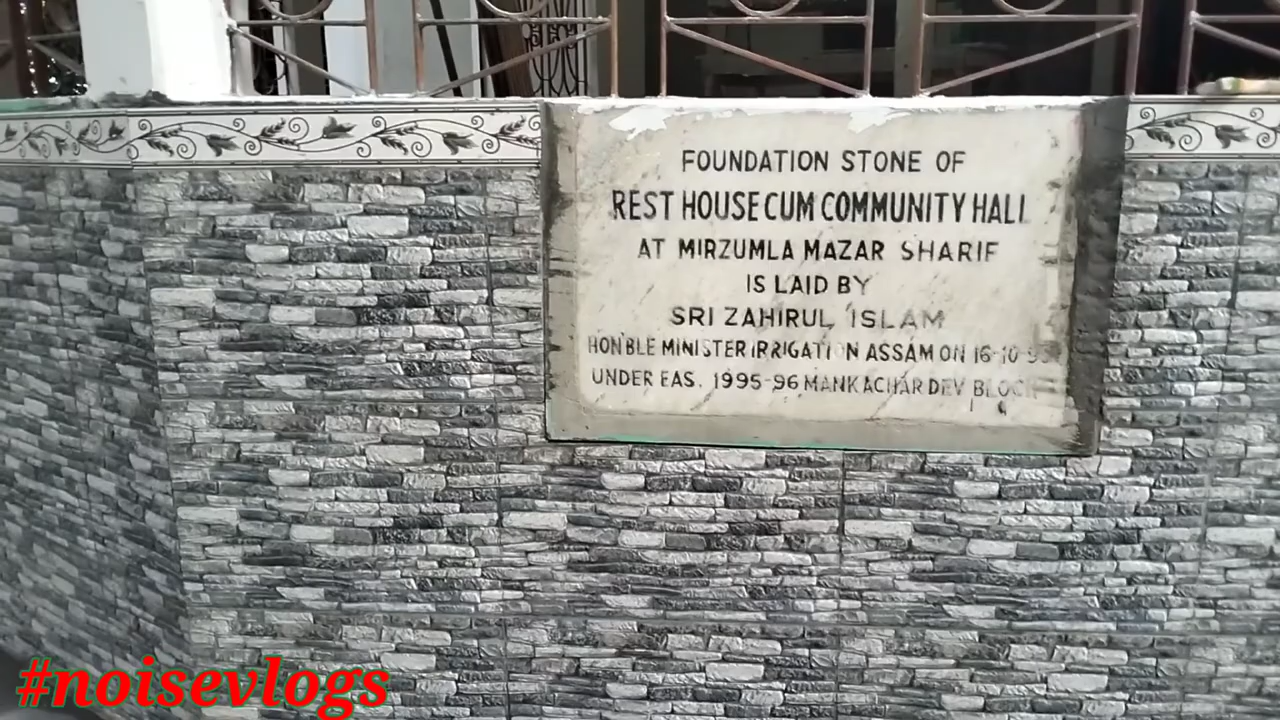 FOUNDATION STONE OF
REST HOUSE CUM COMMUNITY HALL
AT MIRZUMLA MAZAR SHARIF
IS LAID BY
SRI ZAHIRUL ISLAM
HON'BLE MINISTER IRRIGATI N ASSAM ON 16-10-95
UNDER EAS. 1995-96 MANKACHAR DEV BLOCK
#noisevlogs